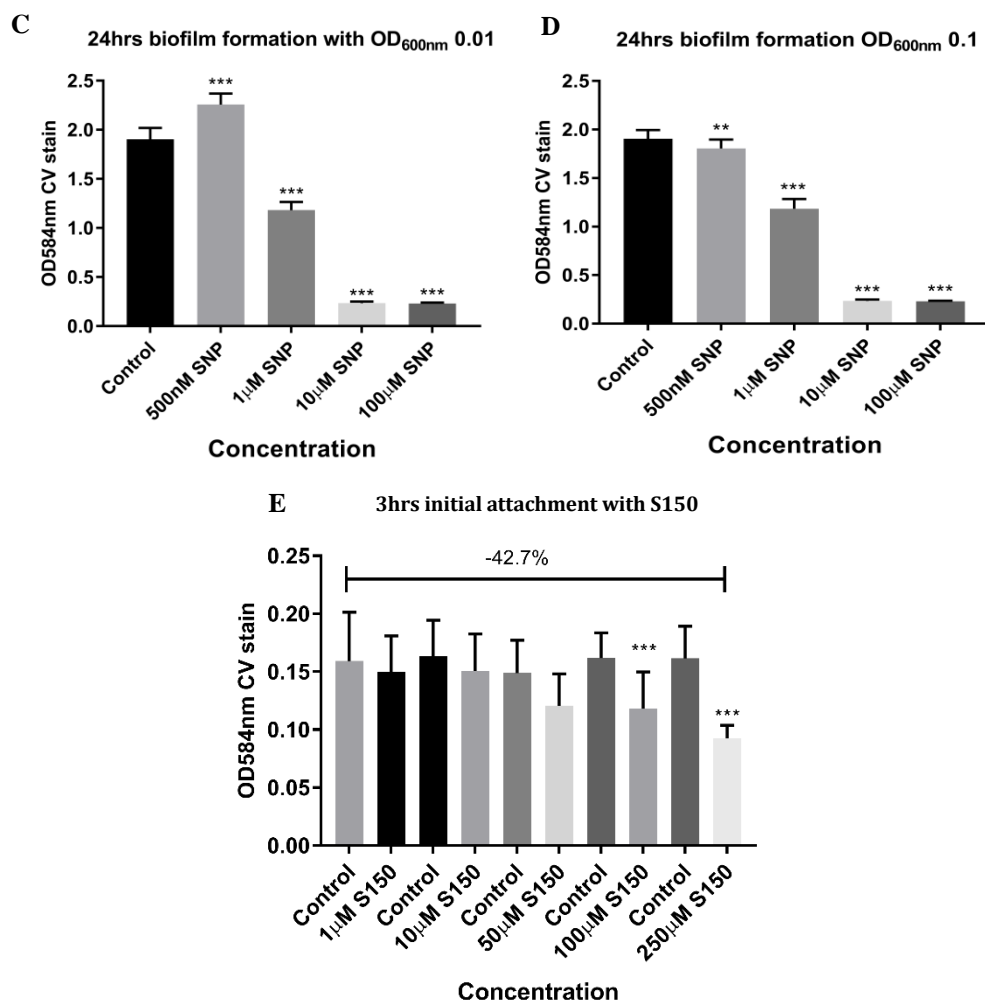 C
24hrs biofilm formation with OD600nm 0.01
OD584nm CV stain
2.5
2.0
1.5
1.0
0.5
0.0
***
***
***
***
Control
500nM SNP
1μM SNP
10μM SNP
100μM SNP
Concentration
D
24hrs biofilm formation OD600nm 0.1
OD584nm CV stain
2.5
2.0
1.5
1.0
0.5
0.0
**
***
***
***
Control
500nM SNP
1μM SNP
10μM SNP
100μM SNP
Concentration
E
3hrs initial attachment with S150
OD584nm CV stain
0.25
0.20
0.15
0.10
0.05
0.00
-42.7%
***
***
Control
1μM S150
Control
10μM S150
Control
50μM S150
Control
100μM S150
Control
250μM S150
Concentration